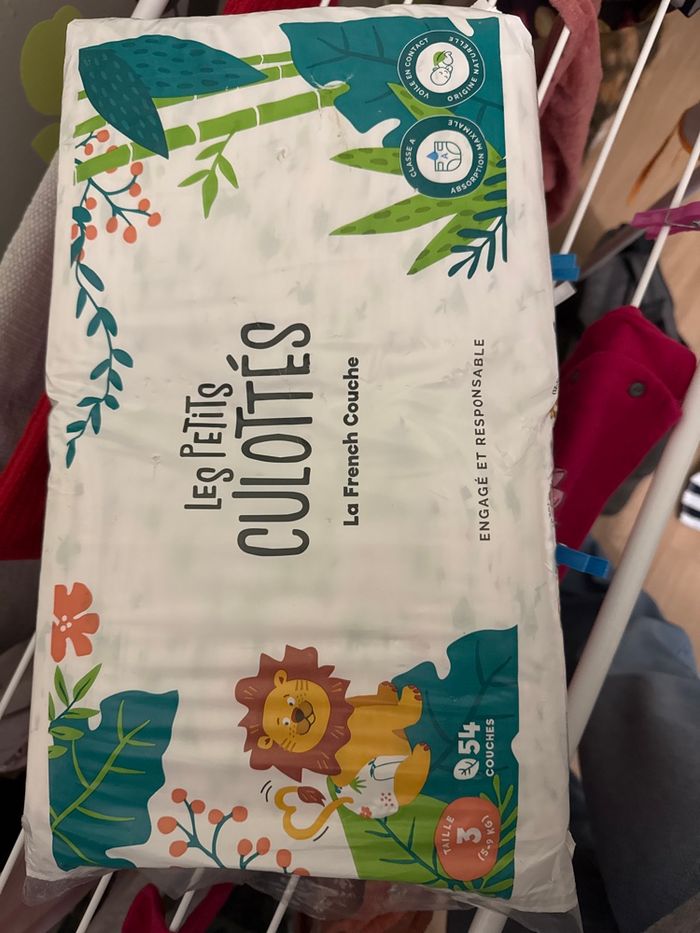 LES PETITS
CULOTTÉS
La French Couche
ENGAGÉ ET RESPONSABLE
VOILE EN CONTACT
ORIGINE NATURELLE
CLASSE A
A
ABSORPTION MAXIMALE
54
COUCHES
TAILLE
3
(5-9 KG)